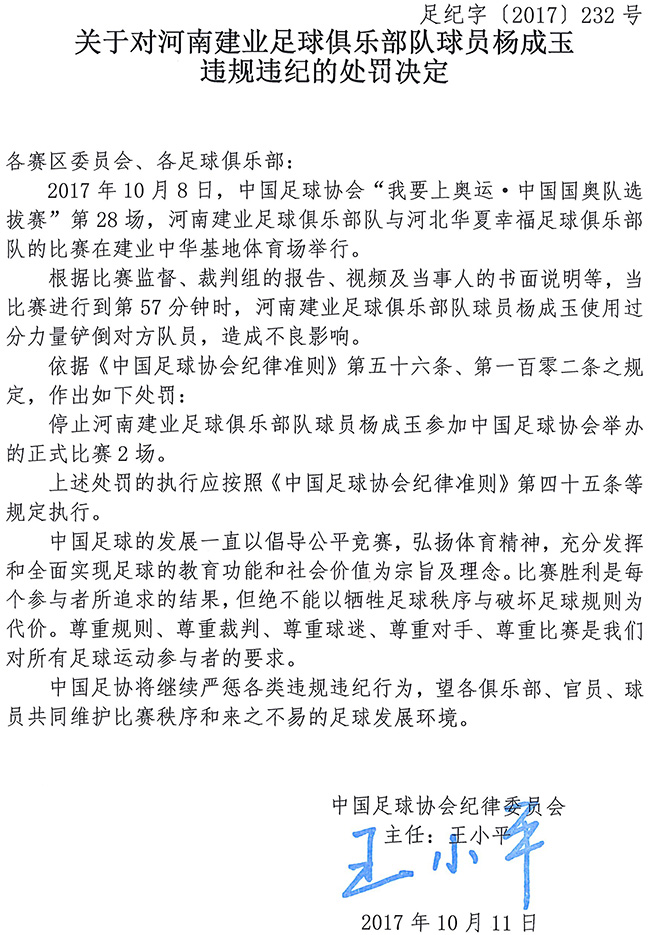 足纪字〔2017〕232号
关于对河南建业足球俱乐部队球员杨成玉
违规违纪的处罚决定
各赛区委员会、各足球俱乐部：
2017年10月8日，中国足球协会“我要上奥运·中国国奥队选
拔赛”第28场，河南建业足球俱乐部队与河北华夏幸福足球俱乐部
队的比赛在建业中华基地体育场举行。
根据比赛监督、裁判组的报告、视频及当事人的书面说明等，当
比赛进行到第57分钟时，河南建业足球俱乐部队球员杨成玉使用过
分力量铲倒对方队员，造成不良影响。
依据《中国足球协会纪律准则》第五十六条、第一百零二条之规
定，作出如下处罚：
停止河南建业足球俱乐部队球员杨成玉参加中国足球协会举办
的正式比赛2场。
上述处罚的执行应按照《中国足球协会纪律准则》第四十五条等
规定执行。
中国足球的发展一直以倡导公平竞赛，弘扬体育精神，充分发挥
和全面实现足球的教育功能和社会价值为宗旨及理念。比赛胜利是每
个参与者所追求的结果，但绝不能以牺牲足球秩序与破坏足球规则为
代价。尊重规则、尊重裁判、尊重球迷、尊重对手、尊重比赛是我们
对所有足球运动参与者的要求。
中国足协将继续严惩各类违规违纪行为，望各俱乐部、官员、球
员共同维护比赛秩序和来之不易的足球发展环境。
中国足球协会纪律委员会
主任：王小平
王小平
2017年10月11日